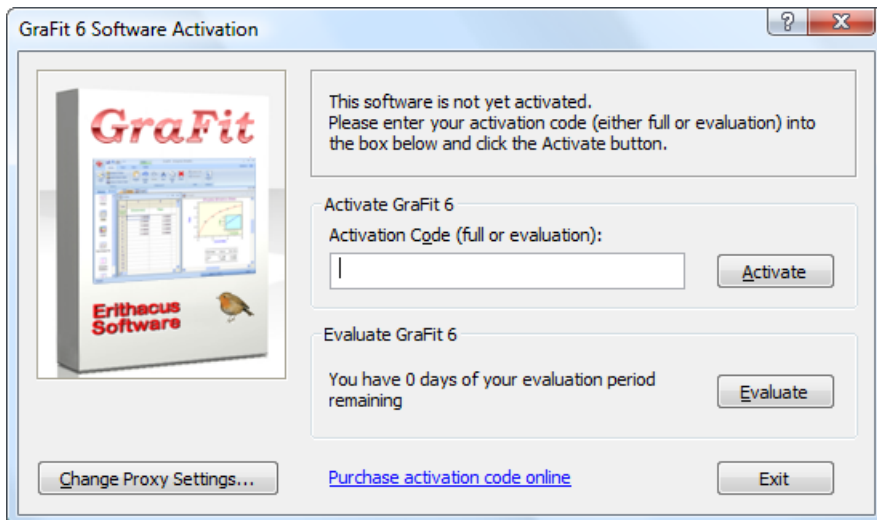 GraFit 6 Software Activation
GraFit
Erithacus
Software
This software is not yet activated.
Please enter your activation code (either full or evaluation) into
the box below and click the Activate button.
Activate GraFit 6
Activation Code (full or evaluation):
Activate
Evaluate GraFit 6
You have 0 days of your evaluation period
remaining
Evaluate
Change Proxy Settings...
Purchase activation code online
Exit